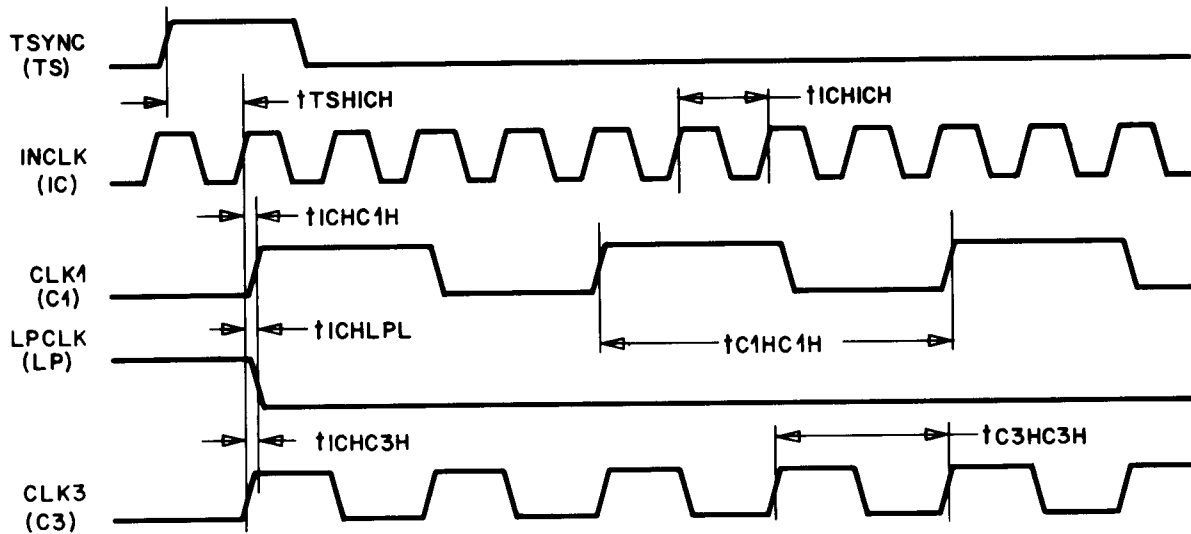 TSYNC
(TS)
tTSHICH
tICHICH
INCLK
(IC)
tICHC1H
CLK1
(C1)
tICHLPL
LPCLK
(LP)
tC1HC1H
tICHC3H
tC3HC3H
CLK3
(C3)